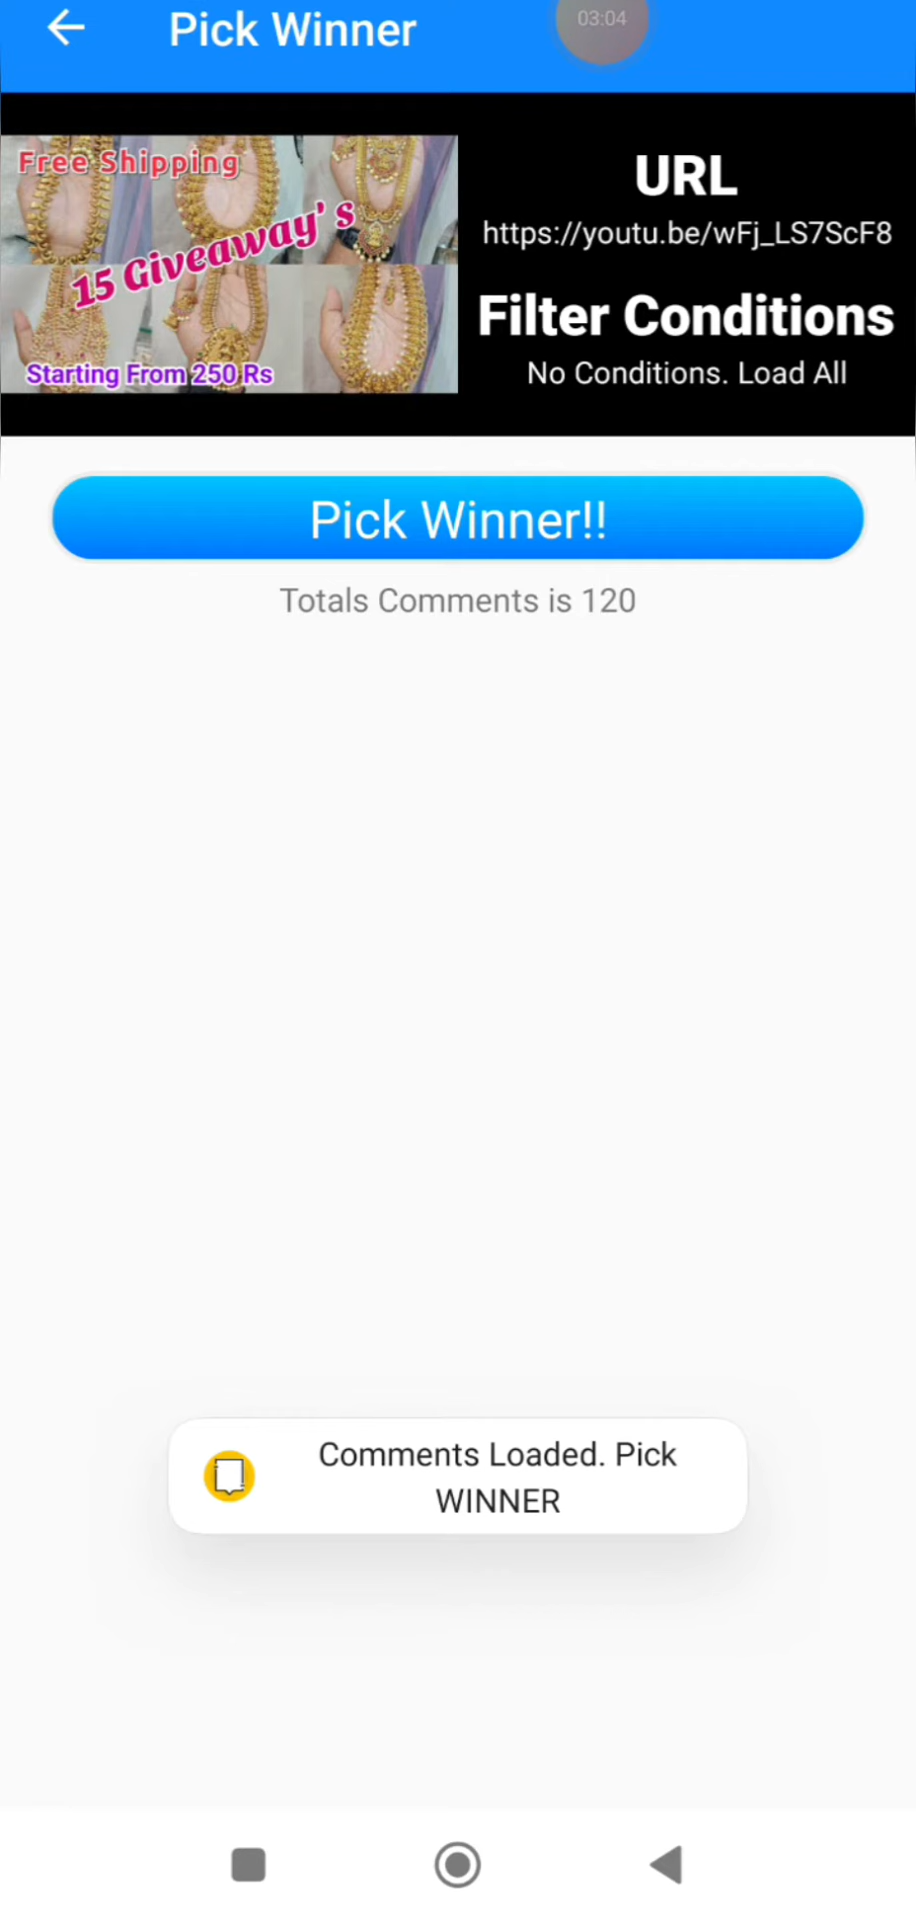 Pick Winner
03:04
Free Shipping
15 Giveaway's
Starting From 250 Rs
URL
https://youtu.be/wFj_LS7ScF8
Filter Conditions
No Conditions. Load All
Pick Winner!!
Totals Comments is 120
Comments Loaded. Pick
WINNER